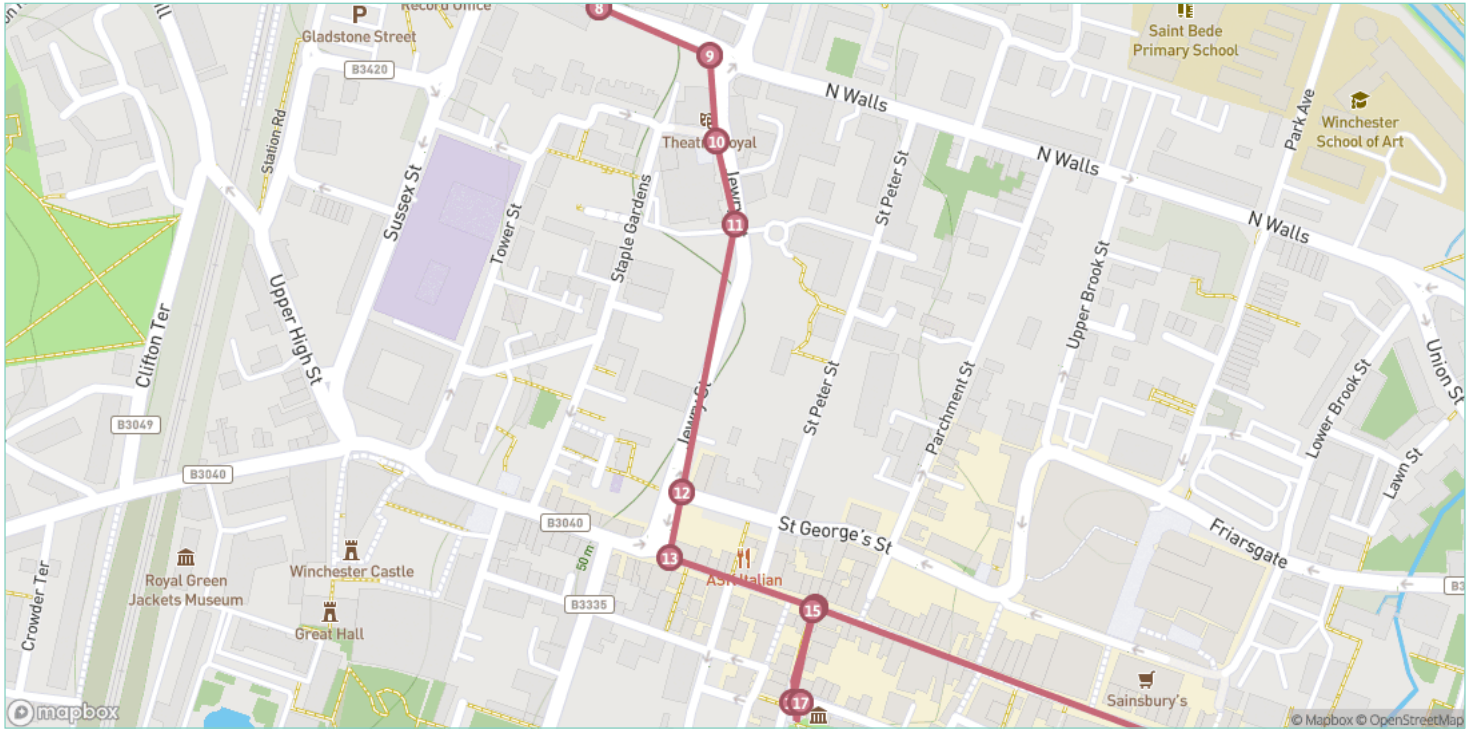 Record Office
P
Gladstone Street
B3420
8
9
Saint Bede
Primary School
N Walls
Park Ave
Winchester
School of Art
Station Rd
Sussex St
Theatre Royal
10
Jewry
11
St Peter St
N Walls
N Walls
Tower St
Staple Gardens
Upper High St
Clifton Ter
Upper Brook St
Union St
Jewry St
St Peter St
Parchment St
Lower Brook St
Lawn St
B3049
B3040
12
B3040
St George's St
Friarsgate
13
50 m
ASK Italian
Winchester Castle
Royal Green
Jackets Museum
Crowder Ter
B3335
15
Great Hall
17
Sainsbury's
mapbox
© Mapbox © OpenStreetMap